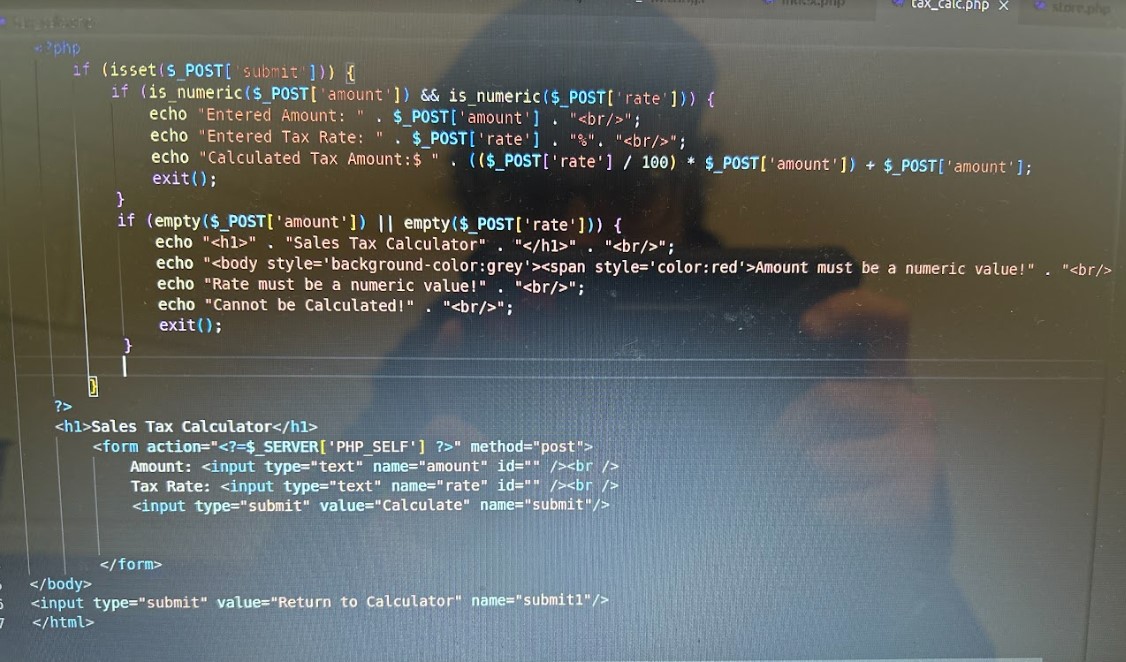 tax_calc.php ×
store.php
<?php
if (isset($_POST['submit'])) {
if (is_numeric($_POST['amount']) && is_numeric($_POST['rate'])) {
echo "Entered Amount: " . $_POST['amount'] . "<br/>";
echo "Entered Tax Rate: " . $_POST['rate'] . "%". "<br/>";
echo "Calculated Tax Amount:$ " . (($_POST['rate'] / 100) * $_POST['amount']) + $_POST['amount'];
exit();
}
if (empty($_POST['amount']) || empty($_POST['rate'])) {
echo "<h1>" . "Sales Tax Calculator" . "</h1>" . "<br/>";
echo "<body style='background-color:grey'><span style='color:red'>Amount must be a numeric value!" . "<br/>
echo "Rate must be a numeric value!" . "<br/>";
echo "Cannot be Calculated!" . "<br/>";
exit();
}
}
?>
<h1>Sales Tax Calculator</h1>
<form action="<?=$_SERVER['PHP_SELF'] ?>" method="post">
Amount: <input type="text" name="amount" id="" /><br />
Tax Rate: <input type="text" name="rate" id="" /><br />
<input type="submit" value="Calculate" name="submit"/>
</form>
</body>
6 <input type="submit" value="Return to Calculator" name="submit1"/>
7 </html>